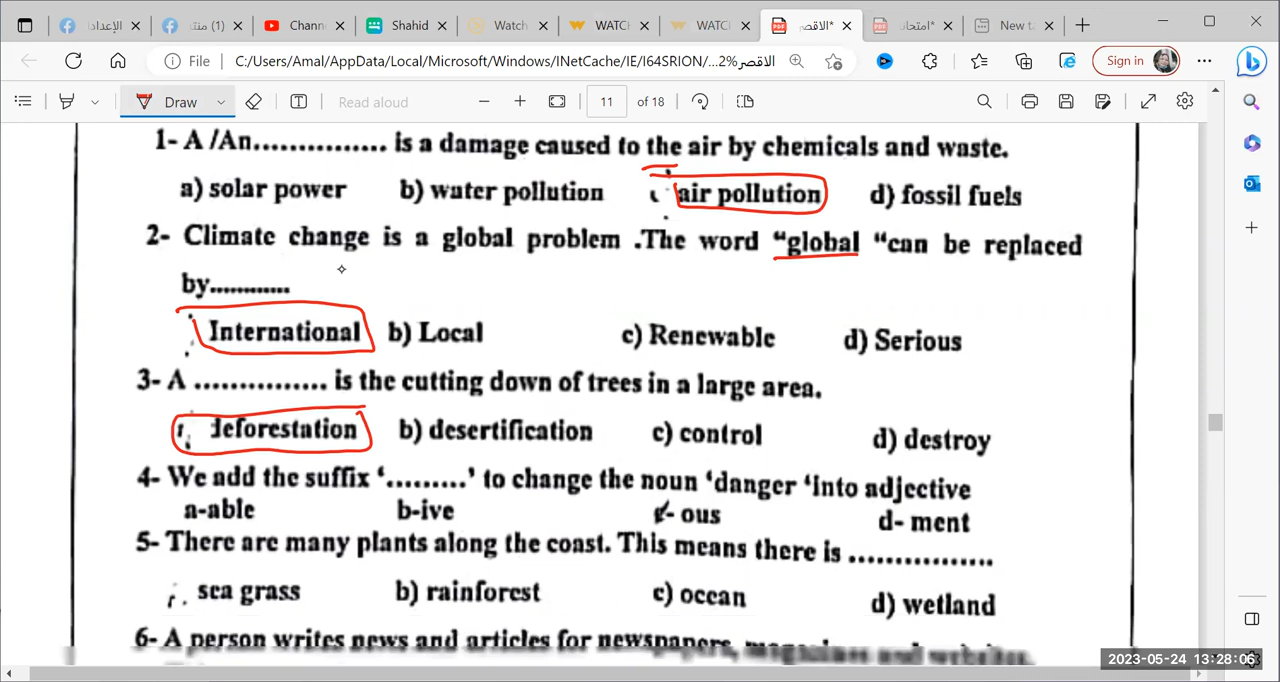 الإعداد
(1) منتد
Chann
Shahid
Watch
WATCH
WATCH
*الاقص
*امتحا
New ta
File
C:/Users/Amal/AppData/Local/Microsoft/Windows/INetCache/IE/I64SRION/...2%الاقصر
Sign in
Draw
Read aloud
11
of 18
1- A /An............... is a damage caused to the air by chemicals and waste.
a) solar power b) water pollution air pollution d) fossil fuels
2- Climate change is a global problem .The word “global “can be replaced
by............
International b) Local c) Renewable d) Serious
3- A ............... is the cutting down of trees in a large area.
deforestation b) desertification c) control d) destroy
4- We add the suffix ‘.........’ to change the noun ‘danger ‘into adjective
a-able b-ive c- ous d- ment
5- There are many plants along the coast. This means there is ................
sea grass b) rainforest c) ocean d) wetland
6- A person writes news and articles for newspapers, magazines and websites.
2023-05-24 13:28:06